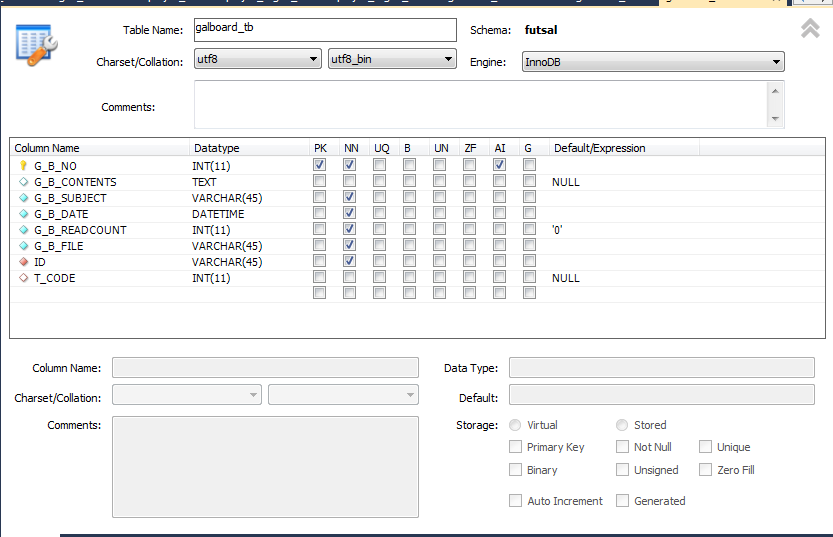 Table Name: galboard_tb Schema: futsal
Charset/Collation: utf8 utf8_bin Engine: InnoDB
Comments:
Column Name Datatype PK NN UQ B UN ZF AI G Default/Expression
G_B_NO INT(11)
G_B_CONTENTS TEXT NULL
G_B_SUBJECT VARCHAR(45)
G_B_DATE DATETIME
G_B_READCOUNT INT(11) '0'
G_B_FILE VARCHAR(45)
ID VARCHAR(45)
T_CODE INT(11) NULL
Column Name: Data Type:
Charset/Collation: Default:
Comments: Storage: Virtual Stored
Primary Key Not Null Unique
Binary Unsigned Zero Fill
Auto Increment Generated